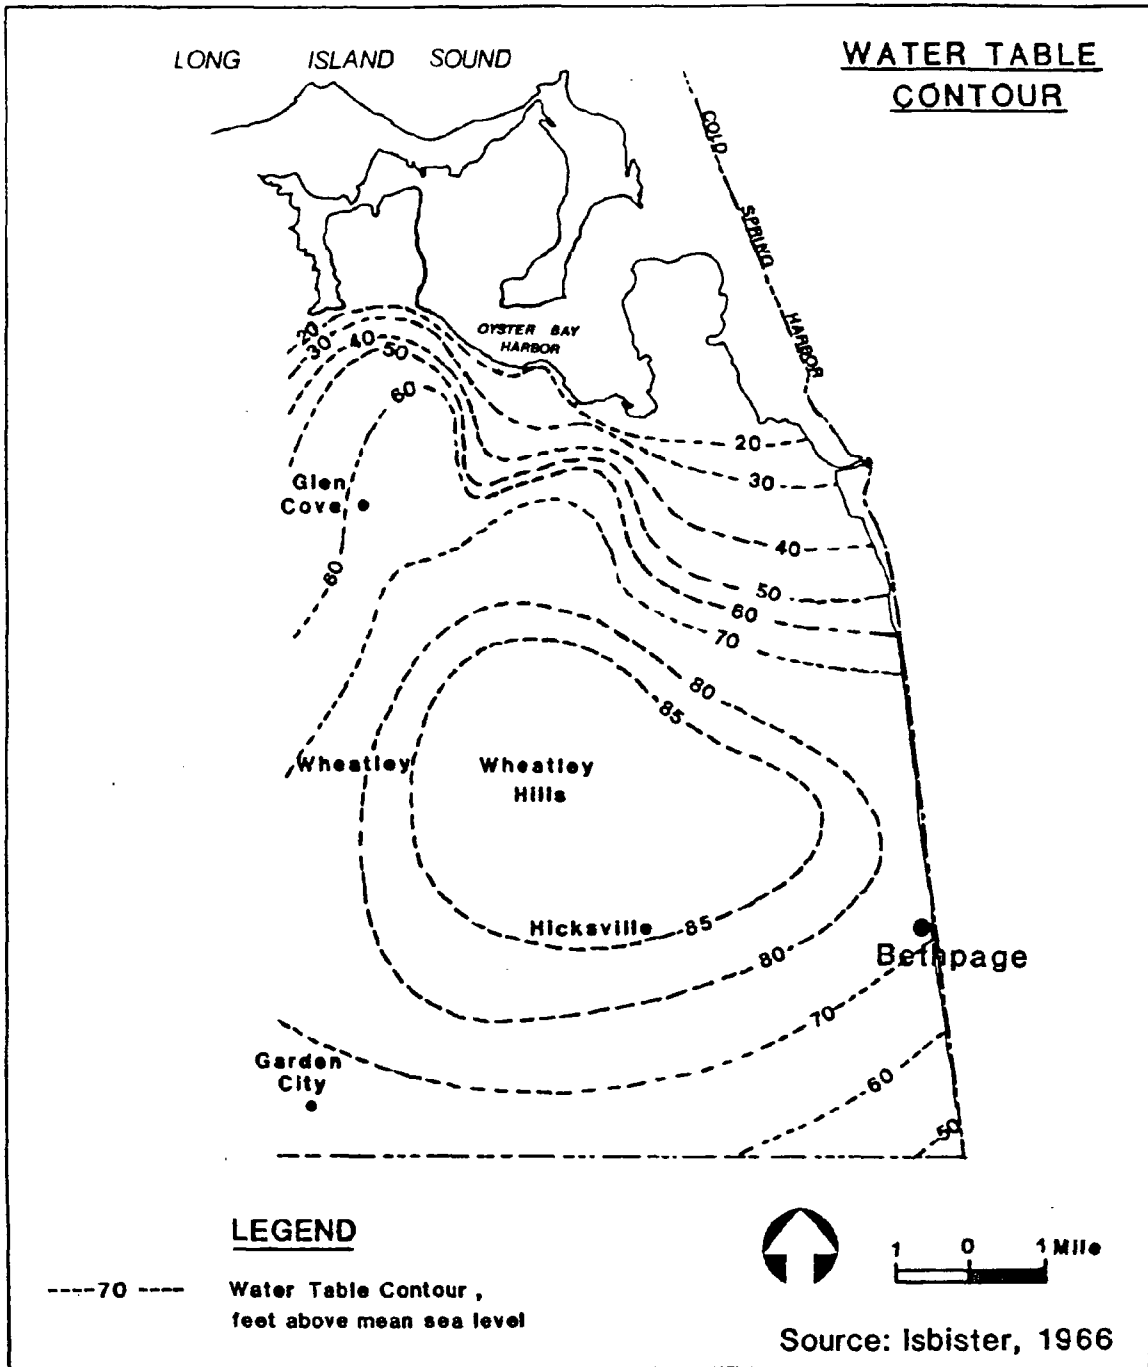 LONG ISLAND SOUND
WATER TABLE
CONTOUR
COLD SPRING HARBOR
OYSTER BAY
HARBOR
20
30
40
50
60
20
30
40
50
60
70
Glen
Cove
60
80
85
Wheatley
Wheatley
Hills
Hicksville
85
80
Bethpage
70
60
50
Garden
City
LEGEND
----70 ----
Water Table Contour ,
feet above mean sea level
1 0 1 Mile
Source: Isbister, 1966